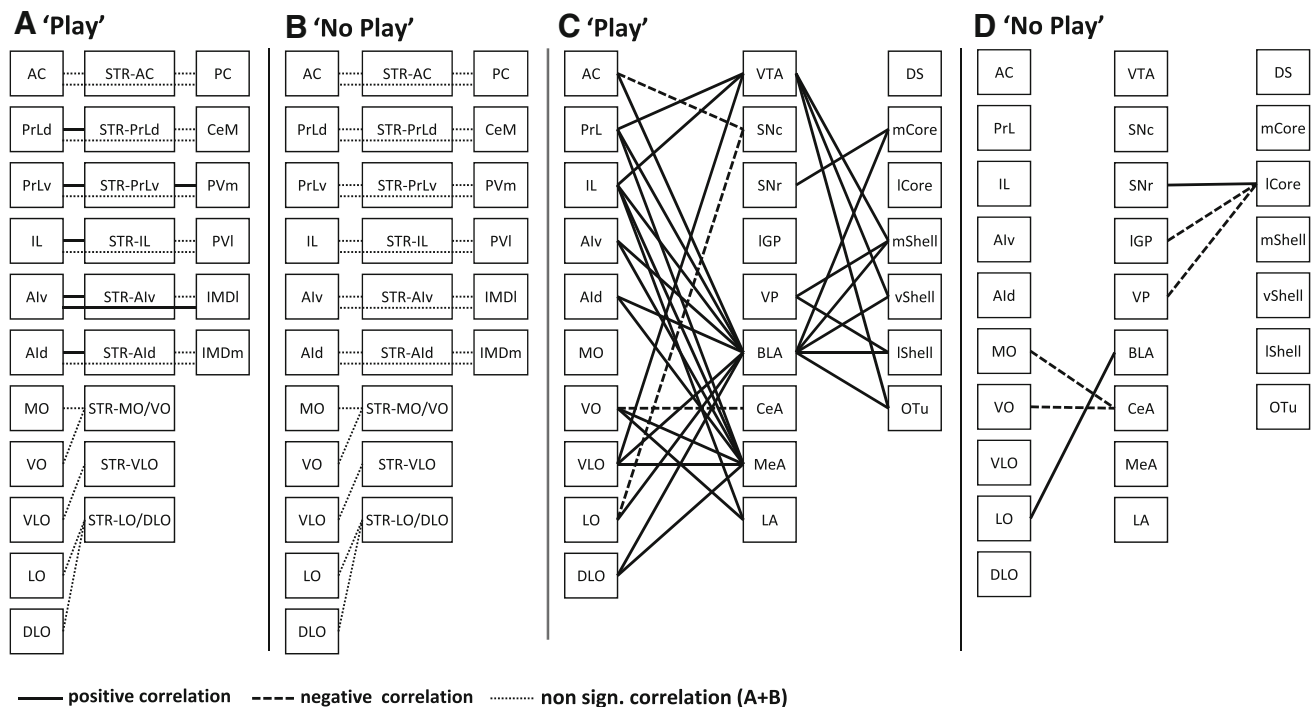 A ‘Play’ B ‘No Play’ C ‘Play’ D ‘No Play’
AC STR-AC PC AC STR-AC PC AC VTA DS AC VTA DS
PrLd STR-PrLd CeM PrLd STR-PrLd CeM PrL SNc mCore PrL SNc mCore
PrLv STR-PrLv PVm PrLv STR-PrLv PVm IL SNr lCore IL SNr lCore
IL STR-IL PVl IL STR-IL PVl AIv lGP mShell AIv lGP mShell
AIv STR-AIv IMDl AIv STR-AIv IMDl AId VP vShell AId VP vShell
AId STR-AId IMDm AId STR-AId IMDm MO BLA lShell MO BLA lShell
MO STR-MO/VO MO STR-MO/VO VO CeA OTu VO CeA OTu
VO STR-VLO VO STR-VLO VLO MeA VLO MeA
VLO STR-LO/DLO VLO STR-LO/DLO LO LA LO LA
LO LO DLO DLO
DLO DLO
positive correlation negative correlation non sign. correlation (A+B)